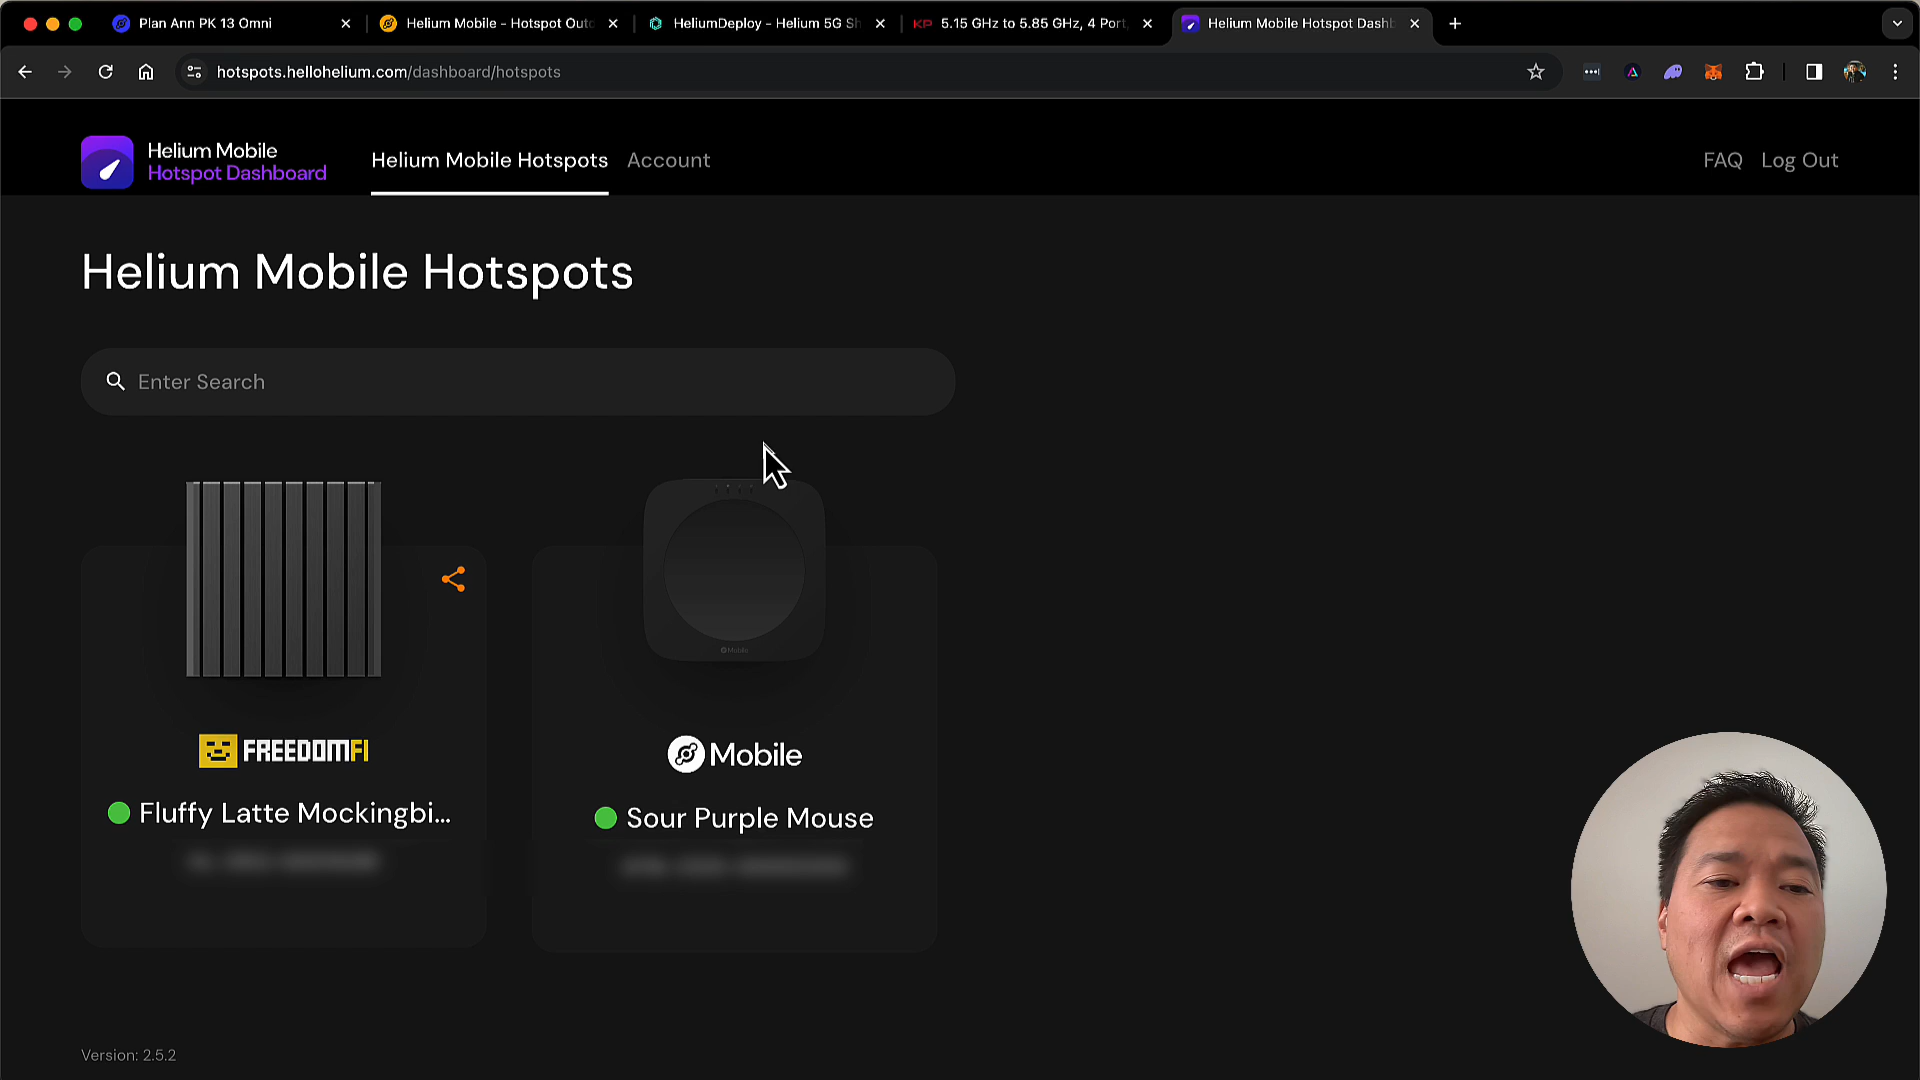 Plan Ann PK 13 Omni
Helium Mobile - Hotspot Out
HeliumDeploy - Helium 5G Sh
KP 5.15 GHz to 5.85 GHz, 4 Port,
Helium Mobile Hotspot Dashb
hotspots.hellohelium.com/dashboard/hotspots
Helium Mobile
Hotspot Dashboard
Helium Mobile Hotspots
Account
FAQ
Log Out
Helium Mobile Hotspots
Enter Search
Mobile
FREEDOMFI
Mobile
Fluffy Latte Mockingbi...
Sour Purple Mouse
Version: 2.5.2